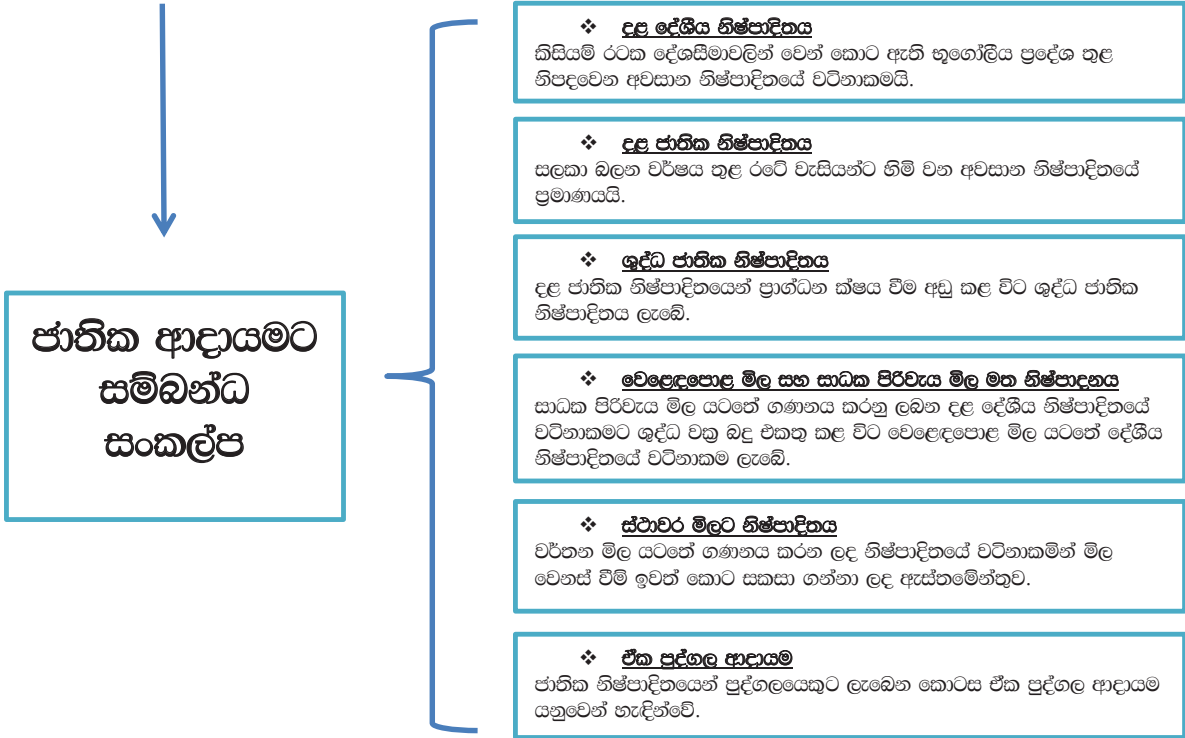 ජාතික ආදායමට
සම්බන්ධ
සංකල්ප
❖ දළ දේශීය නිෂ්පාදිතය
කිසියම් රටක දේශසීමාවලින් වෙන් කොට ඇති භූගෝලීය ප්‍රදේශ තුළ
නිපදවෙන අවසාන නිෂ්පාදිතයේ වටිනාකමයි.
❖ දළ ජාතික නිෂ්පාදිතය
සලකා බලන වර්ෂය තුළ රටේ වැසියන්ට හිමි වන අවසාන නිෂ්පාදිතයේ
ප්‍රමාණයයි.
❖ ශුද්ධ ජාතික නිෂ්පාදිතය
දළ ජාතික නිෂ්පාදිතයෙන් ප්‍රාග්ධන ක්ෂය වීම අඩු කළ විට ශුද්ධ ජාතික
නිෂ්පාදිතය ලැබේ.
❖ වෙළෙඳපොළ මිල සහ සාධක පිරිවැය මිල මත නිෂ්පාදනය
සාධක පිරිවැය මිල යටතේ ගණනය කරනු ලබන දළ දේශීය නිෂ්පාදිතයේ
වටිනාකමට ශුද්ධ වක්‍ර බදු එකතු කළ විට වෙළෙඳපොළ මිල යටතේ දේශීය
නිෂ්පාදිතයේ වටිනාකම ලැබේ.
❖ ස්ථාවර මිලට නිෂ්පාදිතය
වර්තන මිල යටතේ ගණනය කරන ලද නිෂ්පාදිතයේ වටිනාකමින් මිල
වෙනස් වීම් ඉවත් කොට සකසා ගන්නා ලද ඇස්තමේන්තුව.
❖ ඒක පුද්ගල ආදායම
ජාතික නිෂ්පාදිතයෙන් පුද්ගලයෙකුට ලැබෙන කොටස ඒක පුද්ගල ආදායම
යනුවෙන් හැඳින්වේ.